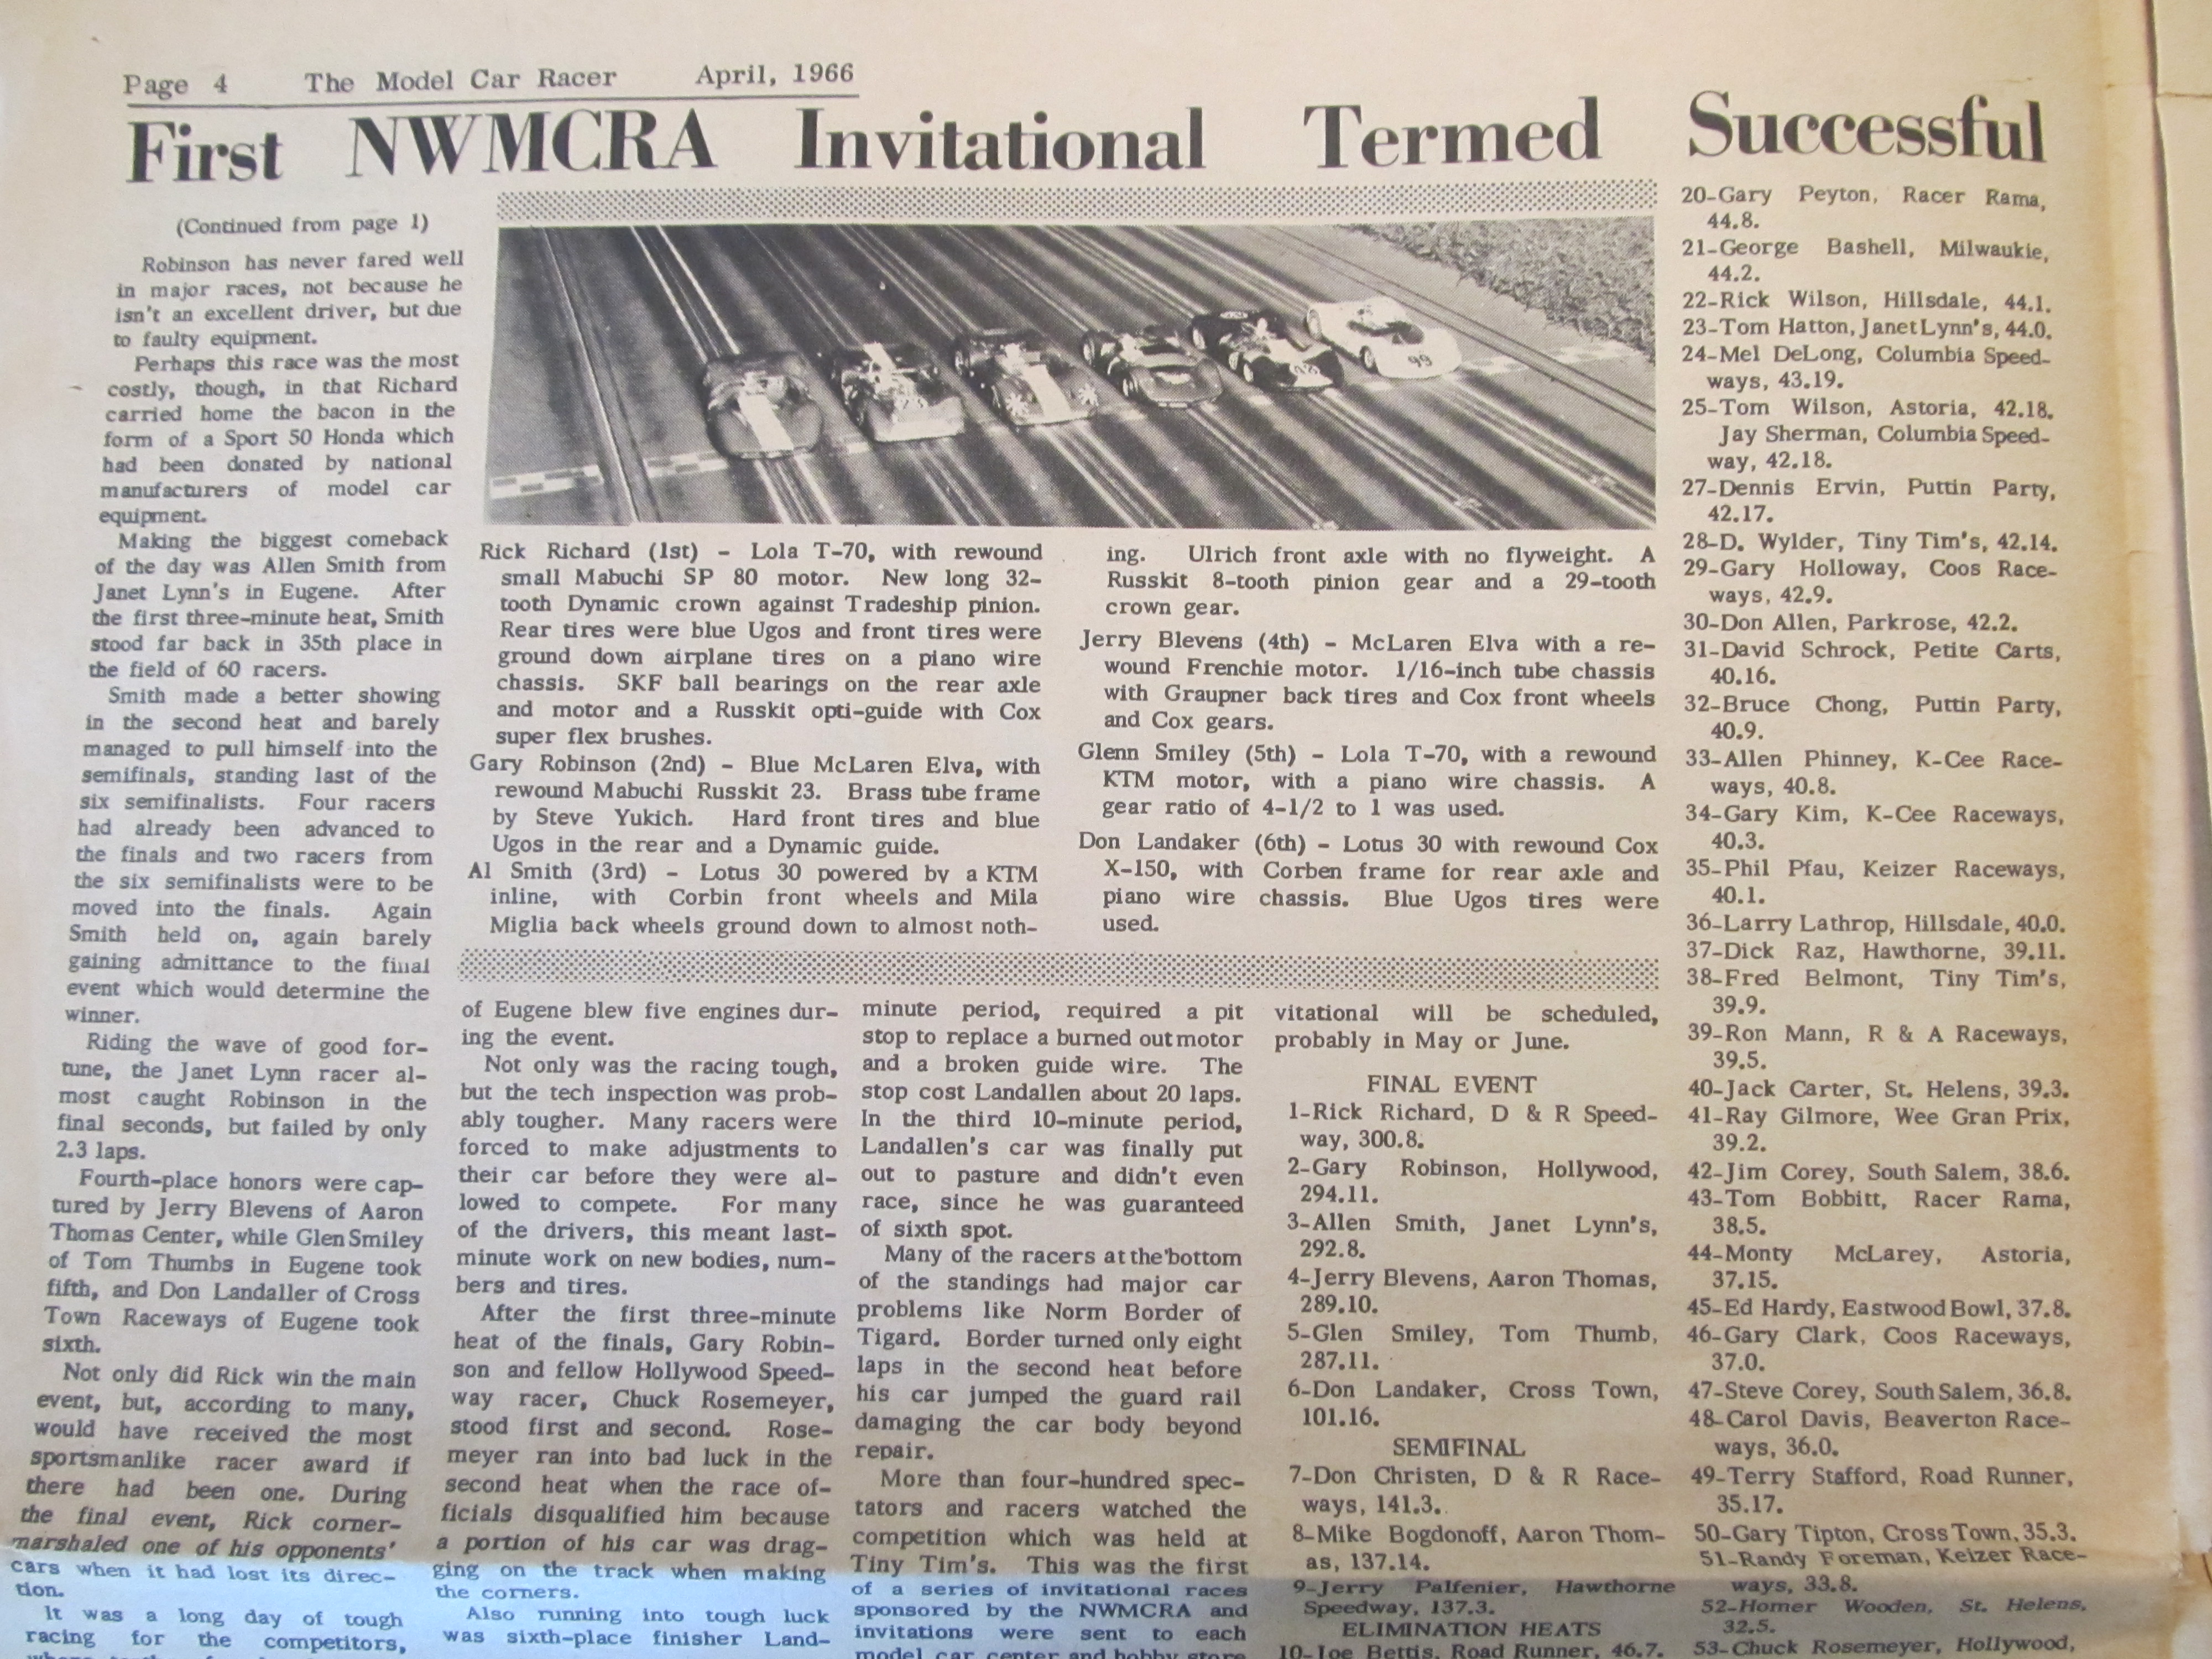 Page 4 The Model Car Racer April, 1966
First NWMCRA Invitational Termed Successful
(Continued from page 1)
Robinson has never fared well
in major races, not because he
isn't an excellent driver, but due
to faulty equipment.
Perhaps this race was the most
costly, though, in that Richard
carried home the bacon in the
form of a Sport 50 Honda which
had been donated by national
manufacturers of model car
equipment.
Making the biggest comeback
of the day was Allen Smith from
Janet Lynn's in Eugene. After
the first three-minute heat, Smith
stood far back in 35th place in
the field of 60 racers.
Smith made a better showing
in the second heat and barely
managed to pull himself into the
semifinals, standing last of the
six semifinalists. Four racers
had already been advanced to
the finals and two racers from
the six semifinalists were to be
moved into the finals. Again
Smith held on, again barely
gaining admittance to the final
event which would determine the
winner.
Riding the wave of good for-
tune, the Janet Lynn racer al-
most caught Robinson in the
final seconds, but failed by only
2.3 laps.
Fourth-place honors were cap-
tured by Jerry Blevens of Aaron
Thomas Center, while Glen Smiley
of Tom Thumbs in Eugene took
fifth, and Don Landaller of Cross
Town Raceways of Eugene took
sixth.
Not only did Rick win the main
event, but, according to many,
would have received the most
sportsmanlike racer award if
there had been one. During
the final event, Rick corner-
marshaled one of his opponents'
cars when it had lost its direc-
tion.
It was a long day of tough
racing for the competitors,
99
Rick Richard (1st) - Lola T-70, with rewound
small Mabuchi SP 80 motor. New long 32-
tooth Dynamic crown against Tradeship pinion.
Rear tires were blue Ugos and front tires were
ground down airplane tires on a piano wire
chassis. SKF ball bearings on the rear axle
and motor and a Russkit opti-guide with Cox
super flex brushes.
Gary Robinson (2nd) - Blue McLaren Elva, with
rewound Mabuchi Russkit 23. Brass tube frame
by Steve Yukich. Hard front tires and blue
Ugos in the rear and a Dynamic guide.
Al Smith (3rd) - Lotus 30 powered by a KTM
inline, with Corbin front wheels and Mila
Miglia back wheels ground down to almost noth-
ing. Ulrich front axle with no flyweight. A
Russkit 8-tooth pinion gear and a 29-tooth
crown gear.
Jerry Blevens (4th) - McLaren Elva with a re-
wound Frenchie motor. 1/16-inch tube chassis
with Graupner back tires and Cox front wheels
and Cox gears.
Glenn Smiley (5th) - Lola T-70, with a rewound
KTM motor, with a piano wire chassis. A
gear ratio of 4-1/2 to 1 was used.
Don Landaker (6th) - Lotus 30 with rewound Cox
X-150, with Corben frame for rear axle and
piano wire chassis. Blue Ugos tires were
used.
of Eugene blew five engines dur-
ing the event.
Not only was the racing tough,
but the tech inspection was prob-
ably tougher. Many racers were
forced to make adjustments to
their car before they were al-
lowed to compete. For many
of the drivers, this meant last-
minute work on new bodies, num-
bers and tires.
After the first three-minute
heat of the finals, Gary Robin-
son and fellow Hollywood Speed-
way racer, Chuck Rosemeyer,
stood first and second. Rose-
meyer ran into bad luck in the
second heat when the race of-
ficials disqualified him because
a portion of his car was drag-
ging on the track when making
the corners.
Also running into tough luck
was sixth-place finisher Land-
minute period, required a pit
stop to replace a burned out motor
and a broken guide wire. The
stop cost Landallen about 20 laps.
In the third 10-minute period,
Landallen's car was finally put
out to pasture and didn't even
race, since he was guaranteed
of sixth spot.
Many of the racers at the bottom
of the standings had major car
problems like Norm Border of
Tigard. Border turned only eight
laps in the second heat before
his car jumped the guard rail
damaging the car body beyond
repair.
More than four-hundred spec-
tators and racers watched the
competition which was held at
Tiny Tim's. This was the first
of a series of invitational races
sponsored by the NWMCRA and
invitations were sent to each
model car center and hobby store
vitational will be scheduled,
probably in May or June.
FINAL EVENT
1-Rick Richard, D & R Speed-
way, 300.8.
2-Gary Robinson, Hollywood,
294.11.
3-Allen Smith, Janet Lynn's,
292.8.
4-Jerry Blevens, Aaron Thomas,
289.10.
5-Glen Smiley, Tom Thumb,
287.11.
6-Don Landaker, Cross Town,
101.16.
SEMIFINAL
7-Don Christen, D & R Race-
ways, 141.3.
8-Mike Bogdonoff, Aaron Thom-
as, 137.14.
9-Jerry Palfenier, Hawthorne
Speedway, 137.3.
ELIMINATION HEATS
10-Joe Bettis, Road Runner, 46.7.
20-Gary Peyton, Racer Rama,
44.8.
21-George Bashell, Milwaukie,
44.2.
22-Rick Wilson, Hillsdale, 44.1.
23-Tom Hatton, Janet Lynn's, 44.0.
24-Mel DeLong, Columbia Speed-
ways, 43.19.
25-Tom Wilson, Astoria, 42.18.
Jay Sherman, Columbia Speed-
way, 42.18.
27-Dennis Ervin, Puttin Party,
42.17.
28-D. Wylder, Tiny Tim's, 42.14.
29-Gary Holloway, Coos Race-
ways, 42.9.
30-Don Allen, Parkrose, 42.2.
31-David Schrock, Petite Carts,
40.16.
32-Bruce Chong, Puttin Party,
40.9.
33-Allen Phinney, K-Cee Race-
ways, 40.8.
34-Gary Kim, K-Cee Raceways,
40.3.
35-Phil Pfau, Keizer Raceways,
40.1.
36-Larry Lathrop, Hillsdale, 40.0.
37-Dick Raz, Hawthorne, 39.11.
38-Fred Belmont, Tiny Tim's,
39.9.
39-Ron Mann, R & A Raceways,
39.5.
40-Jack Carter, St. Helens, 39.3.
41-Ray Gilmore, Wee Gran Prix,
39.2.
42-Jim Corey, South Salem, 38.6.
43-Tom Bobbitt, Racer Rama,
38.5.
44-Monty McLarey, Astoria,
37.15.
45-Ed Hardy, Eastwood Bowl, 37.8.
46-Gary Clark, Coos Raceways,
37.0.
47-Steve Corey, South Salem, 36.8.
48-Carol Davis, Beaverton Race-
ways, 36.0.
49-Terry Stafford, Road Runner,
35.17.
50-Gary Tipton, Cross Town, 35.3.
51-Randy Foreman, Keizer Race-
ways, 33.8.
52-Homer Wooden, St. Helens,
32.5.
53-Chuck Rosemeyer, Hollywood,